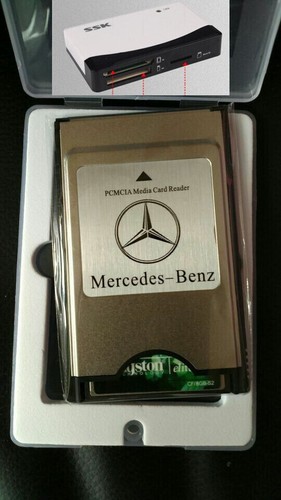 SSK
PCMCIA Media Card Reader
Mercedes-Benz